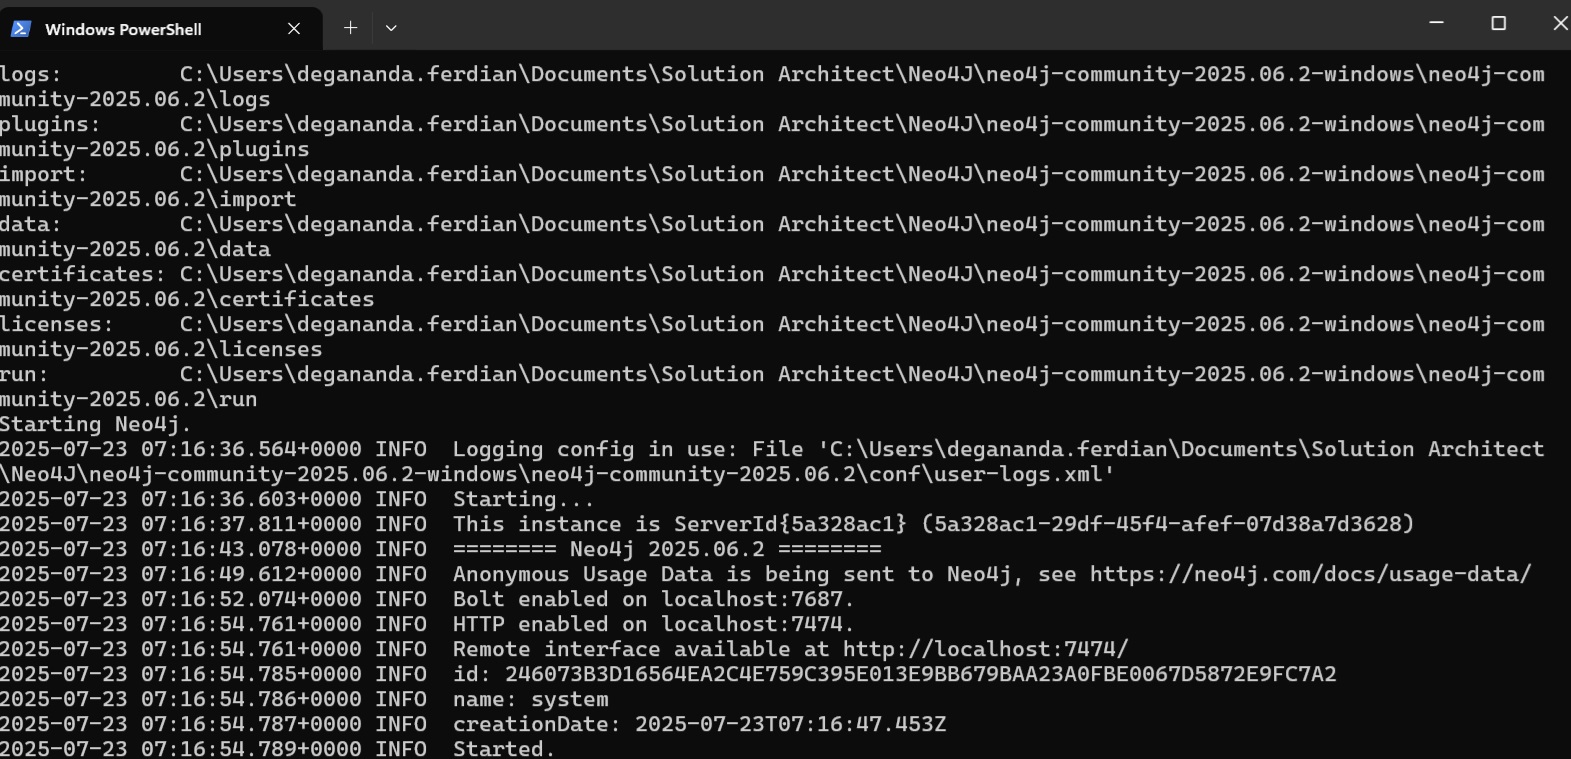 Windows PowerShell
logs:         C:\Users\degananda.ferdian\Documents\Solution Architect\Neo4J\neo4j-community-2025.06.2-windows\neo4j-com
munity-2025.06.2\logs
plugins:      C:\Users\degananda.ferdian\Documents\Solution Architect\Neo4J\neo4j-community-2025.06.2-windows\neo4j-com
munity-2025.06.2\plugins
import:       C:\Users\degananda.ferdian\Documents\Solution Architect\Neo4J\neo4j-community-2025.06.2-windows\neo4j-com
munity-2025.06.2\import
data:         C:\Users\degananda.ferdian\Documents\Solution Architect\Neo4J\neo4j-community-2025.06.2-windows\neo4j-com
munity-2025.06.2\data
certificates: C:\Users\degananda.ferdian\Documents\Solution Architect\Neo4J\neo4j-community-2025.06.2-windows\neo4j-com
munity-2025.06.2\certificates
licenses:     C:\Users\degananda.ferdian\Documents\Solution Architect\Neo4J\neo4j-community-2025.06.2-windows\neo4j-com
munity-2025.06.2\licenses
run:          C:\Users\degananda.ferdian\Documents\Solution Architect\Neo4J\neo4j-community-2025.06.2-windows\neo4j-com
munity-2025.06.2\run
Starting Neo4j.
2025-07-23 07:16:36.564+0000 INFO  Logging config in use: File 'C:\Users\degananda.ferdian\Documents\Solution Architect
\Neo4J\neo4j-community-2025.06.2-windows\neo4j-community-2025.06.2\conf\user-logs.xml'
2025-07-23 07:16:36.603+0000 INFO  Starting...
2025-07-23 07:16:37.811+0000 INFO  This instance is ServerId{5a328ac1} (5a328ac1-29df-45f4-afef-07d38a7d3628)
2025-07-23 07:16:43.078+0000 INFO  ======== Neo4j 2025.06.2 ========
2025-07-23 07:16:49.612+0000 INFO  Anonymous Usage Data is being sent to Neo4j, see https://neo4j.com/docs/usage-data/
2025-07-23 07:16:52.074+0000 INFO  Bolt enabled on localhost:7687.
2025-07-23 07:16:54.761+0000 INFO  HTTP enabled on localhost:7474.
2025-07-23 07:16:54.761+0000 INFO  Remote interface available at http://localhost:7474/
2025-07-23 07:16:54.785+0000 INFO  id: 246073B3D16564EA2C4E759C395E013E9BB679BAA23A0FBE0067D5872E9FC7A2
2025-07-23 07:16:54.786+0000 INFO  name: system
2025-07-23 07:16:54.787+0000 INFO  creationDate: 2025-07-23T07:16:47.453Z
2025-07-23 07:16:54.789+0000 INFO  Started.